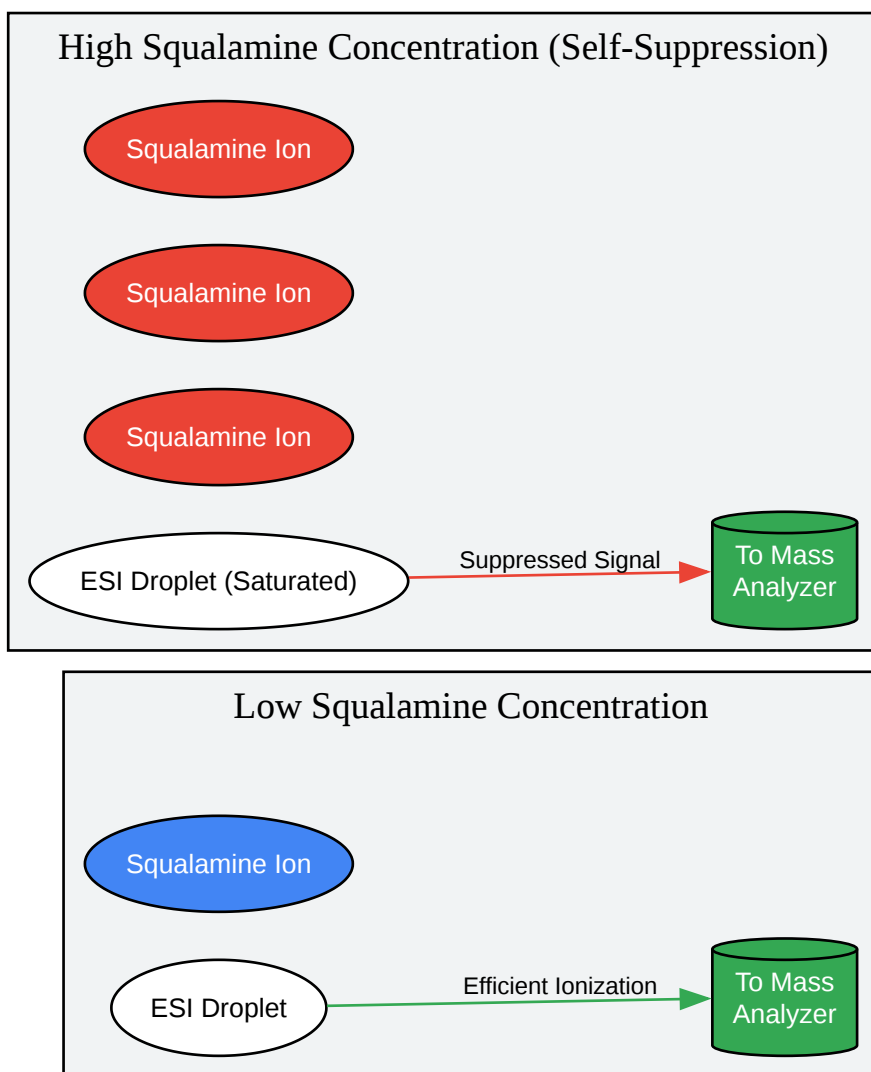 High Squalamine Concentration (Self-Suppression)
Squalamine Ion
Squalamine Ion
Squalamine Ion
ESI Droplet (Saturated)
Suppressed Signal
To Mass
Analyzer
Low Squalamine Concentration
Squalamine Ion
ESI Droplet
Efficient Ionization
To Mass
Analyzer